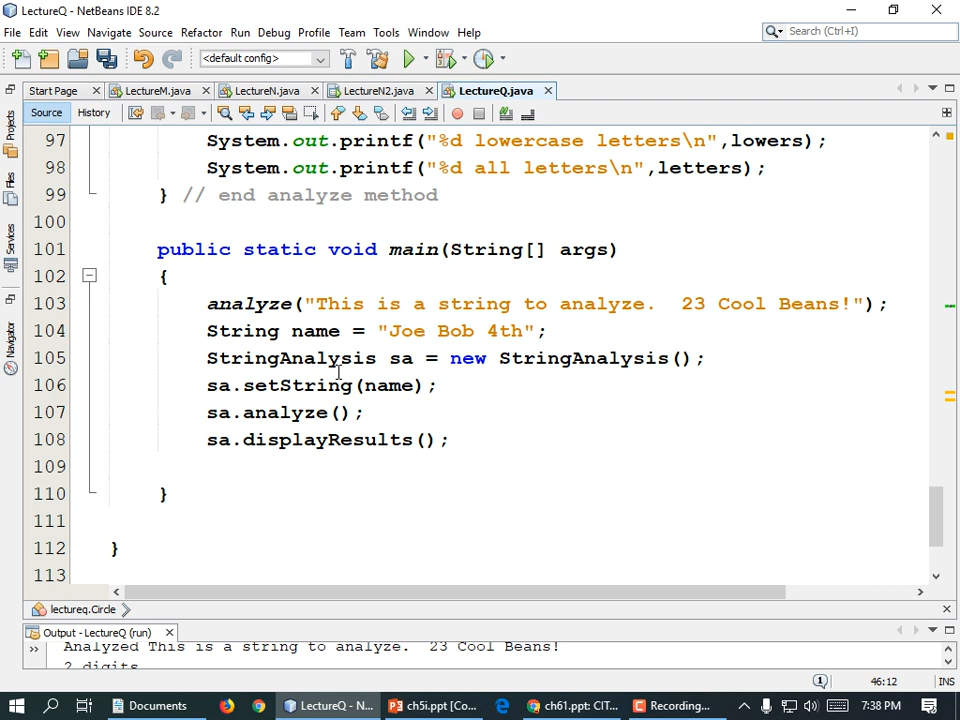 LectureQ - NetBeans IDE 8.2
File Edit View Navigate Source Refactor Run Debug Profile Team Tools Window Help
Search (Ctrl+I)
<default config>
Start Page LectureM.java LectureN.java LectureN2.java LectureQ.java
Source History
Projects
Files
Services
Navigator
97 System.out.printf("%d lowercase letters\n",lowers);
98 System.out.printf("%d all letters\n",letters);
99 } // end analyze method
100
101 public static void main(String[] args)
102 {
103 analyze("This is a string to analyze.  23 Cool Beans!");
104 String name = "Joe Bob 4th";
105 StringAnalysis sa = new StringAnalysis();
106 sa.setString(name);
107 sa.analyze();
108 sa.displayResults();
109
110 }
111
112 }
113
lectureq.Circle
Output - LectureQ (run)
Analyzed This is a string to analyze.  23 Cool Beans!
2 digits
1 46:12 INS
Documents LectureQ - N... ch5i.ppt [Co... ch61.ppt: CIT... Recording... 7:38 PM